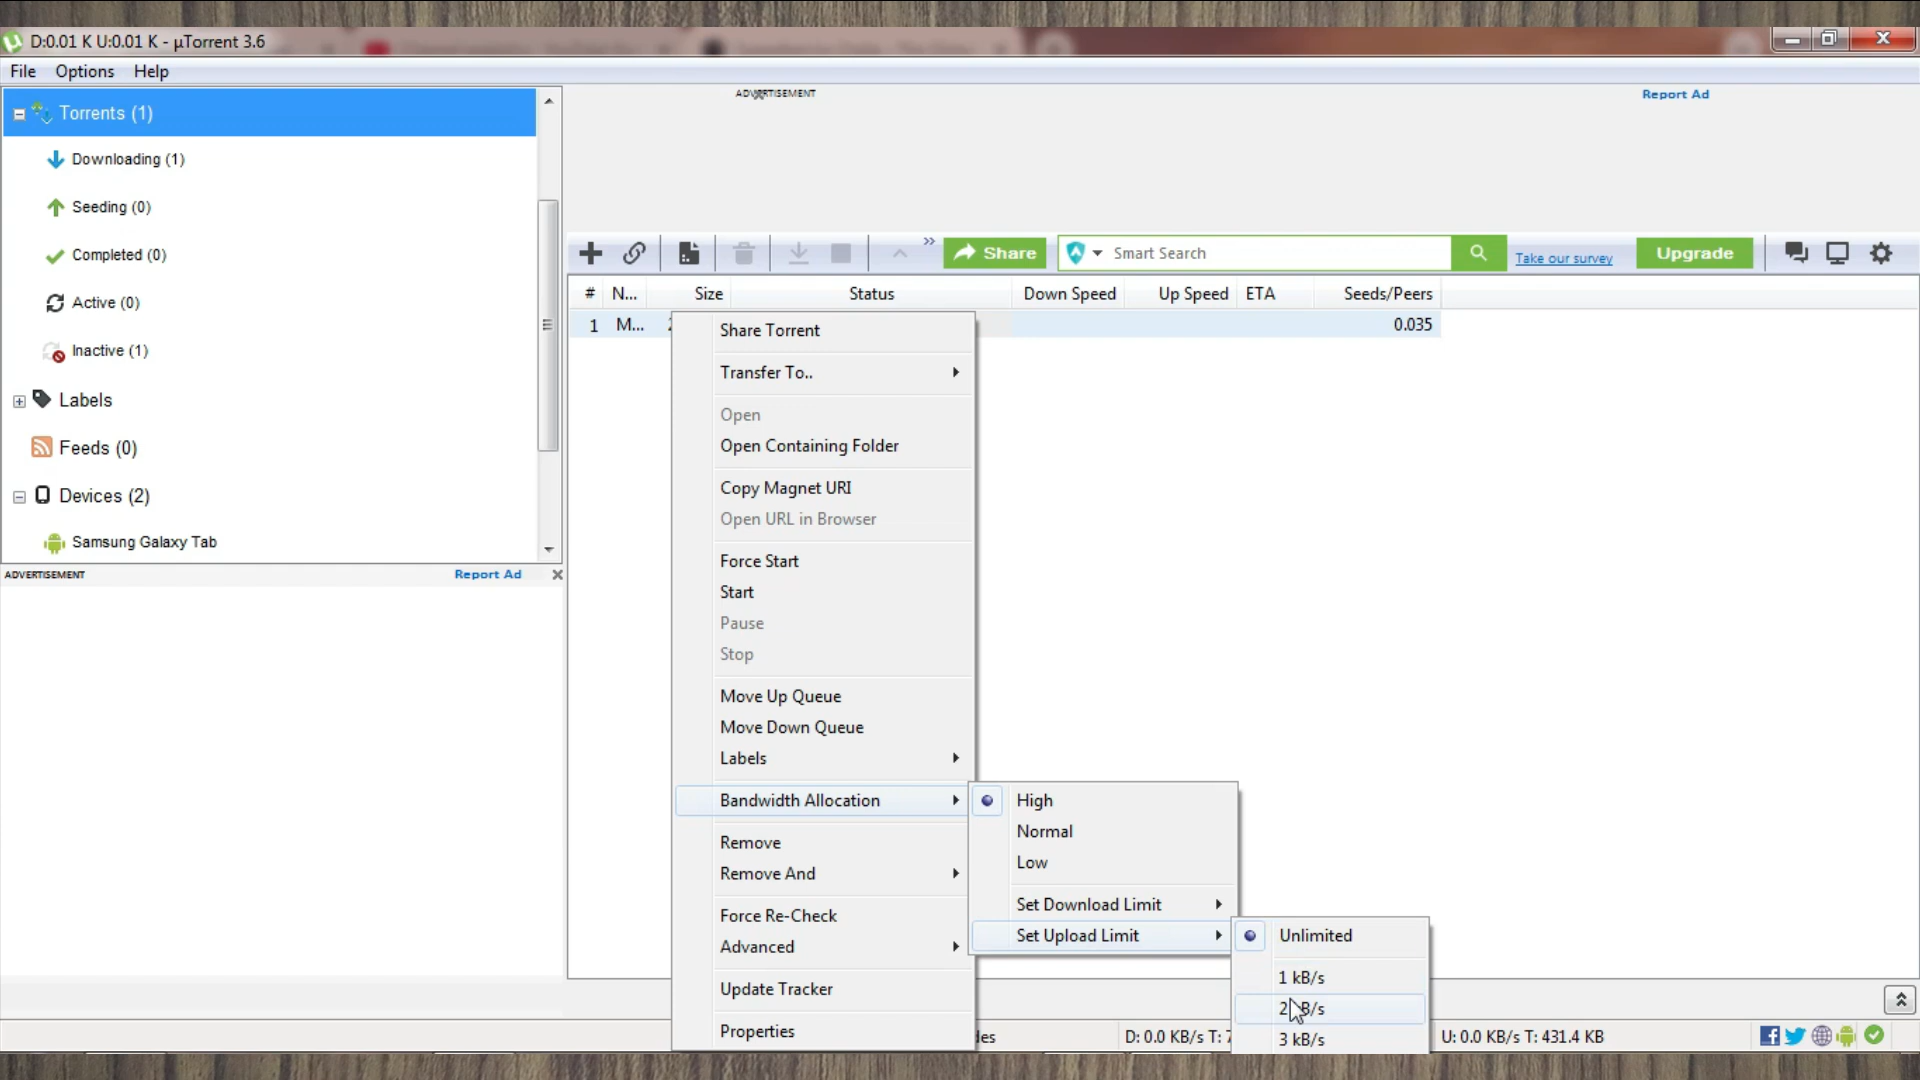 D:0.01 K U:0.01 K - µTorrent 3.6
File Options Help
Torrents (1)
Downloading (1)
Seeding (0)
Completed (0)
Active (0)
Inactive (1)
Labels
Feeds (0)
Devices (2)
Samsung Galaxy Tab
ADVERTISEMENT Report Ad
ADVERTISEMENT Report Ad
Share Smart Search Take our survey Upgrade
# N... Size Status Down Speed Up Speed ETA Seeds/Peers
1 M... 0.035
Share Torrent
Transfer To..
Open
Open Containing Folder
Copy Magnet URI
Open URL in Browser
Force Start
Start
Pause
Stop
Move Up Queue
Move Down Queue
Labels
Bandwidth Allocation
Remove
Remove And
Force Re-Check
Advanced
Update Tracker
Properties
High
Normal
Low
Set Download Limit
Set Upload Limit
Unlimited
1 kB/s
2 kB/s
3 kB/s
D: 0.0 KB/s T: U: 0.0 KB/s T: 431.4 KB